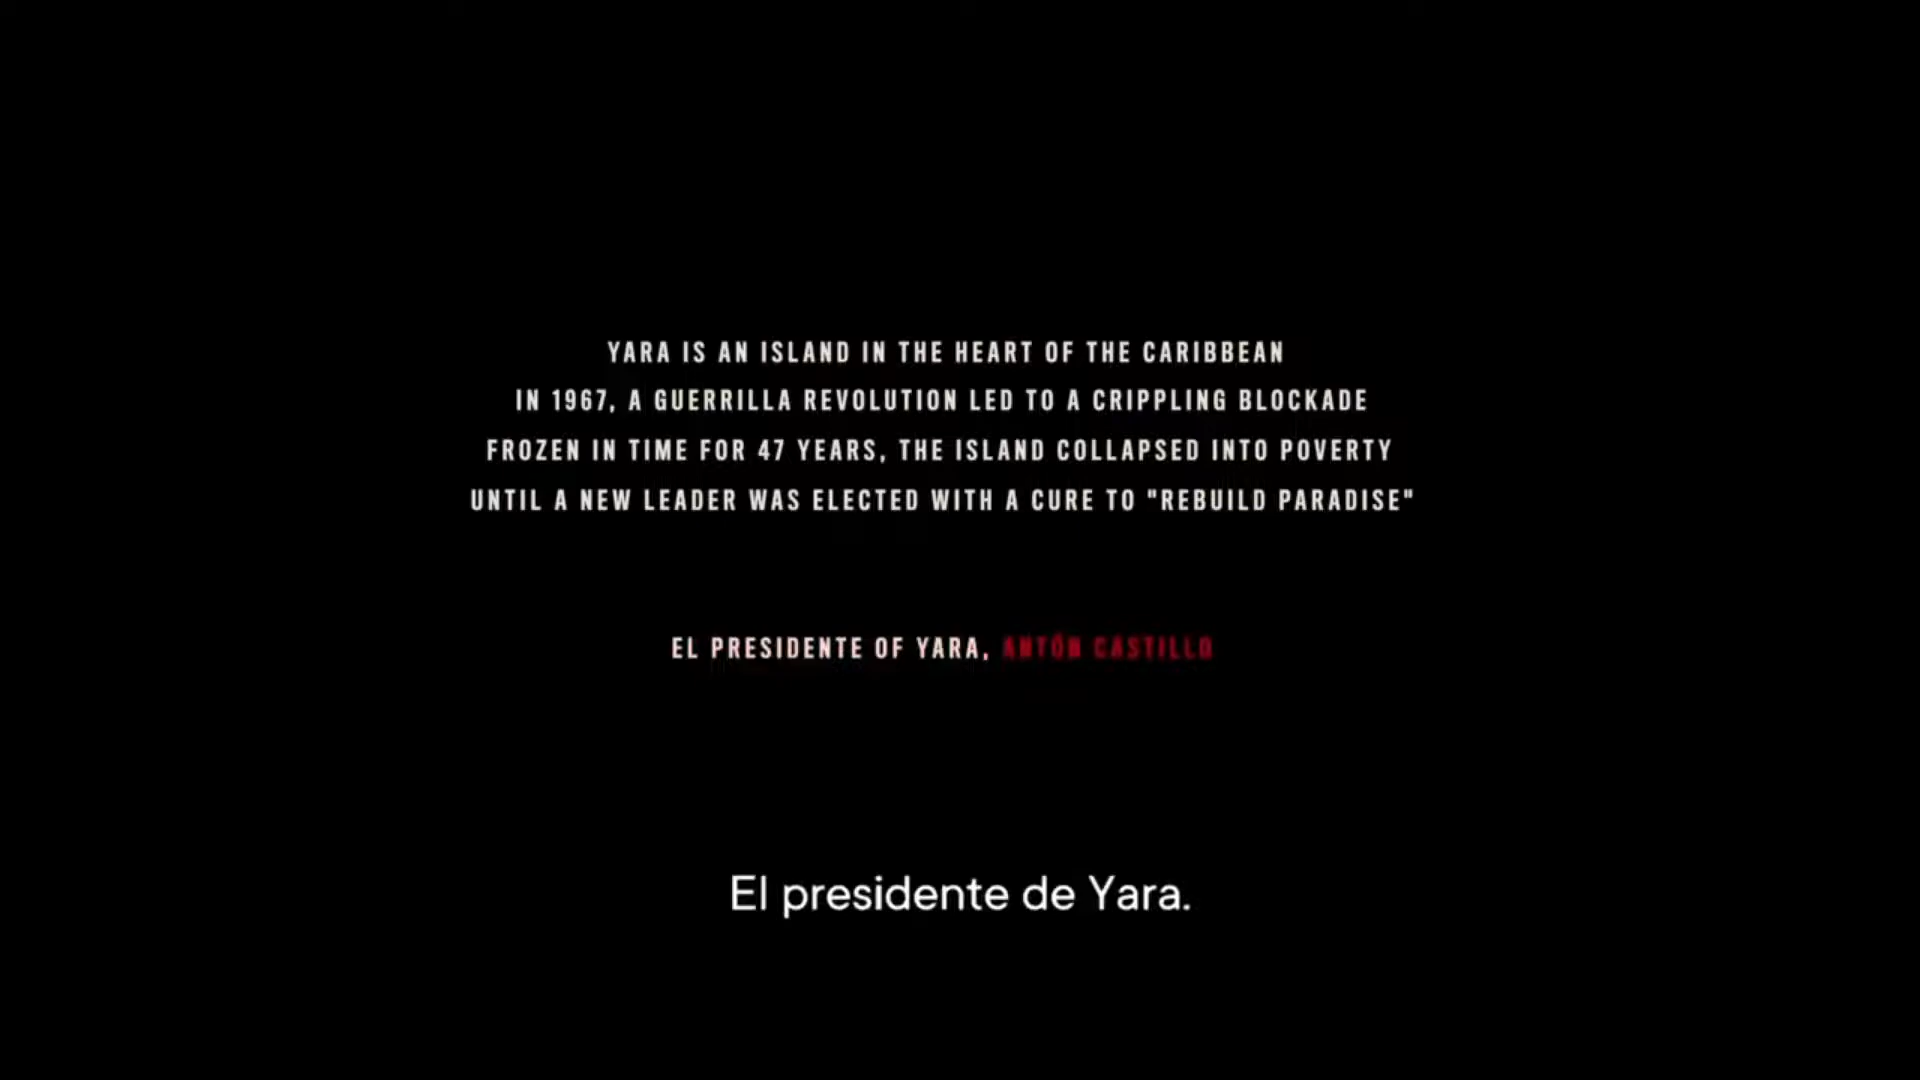 YARA IS AN ISLAND IN THE HEART OF THE CARIBBEAN
IN 1967, A GUERRILLA REVOLUTION LED TO A CRIPPLING BLOCKADE
FROZEN IN TIME FOR 47 YEARS, THE ISLAND COLLAPSED INTO POVERTY
UNTIL A NEW LEADER WAS ELECTED WITH A CURE TO "REBUILD PARADISE"
EL PRESIDENTE OF YARA, ANTÓN CASTILLO
El presidente de Yara.